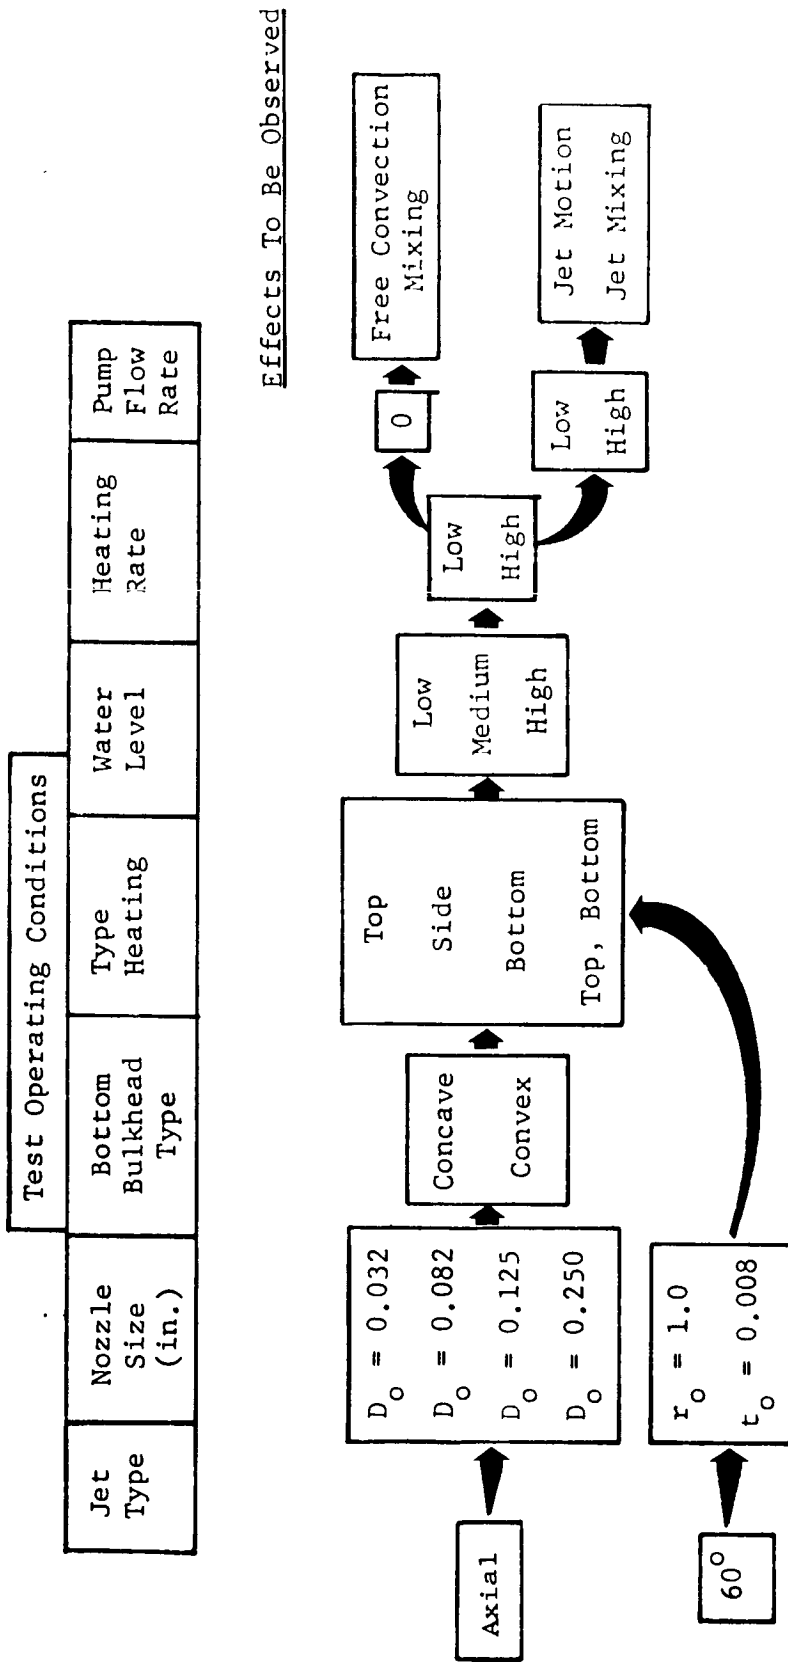 Test Operating Conditions
Jet
Type
Nozzle
Size
(in.)
Bottom
Bulkhead
Type
Type
Heating
Water
Level
Heating
Rate
Pump
Flow
Rate
Effects To Be Observed
Axial
D_o = 0.032
D_o = 0.082
D_o = 0.125
D_o = 0.250
Concave
Convex
Top
Side
Bottom
Top, Bottom
Low
Medium
High
Low
High
0
Free Convection
Mixing
Low
High
Jet Motion
Jet Mixing
60°
r_o = 1.0
t_o = 0.008